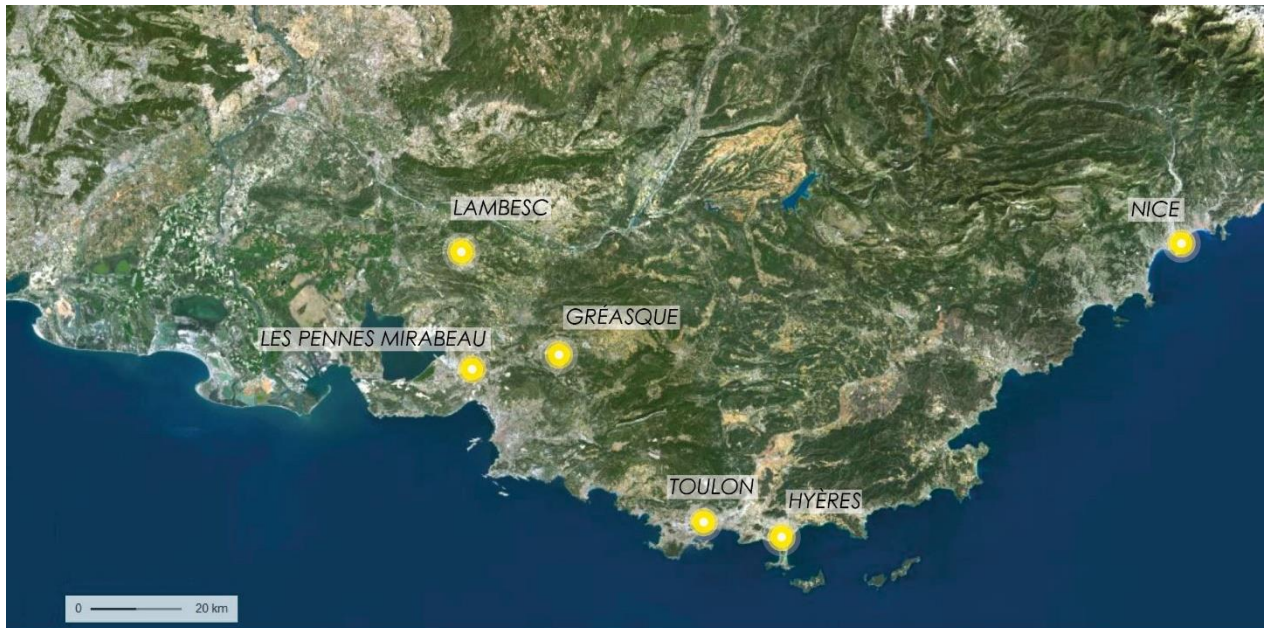 LAMBESC
NICE
GRÉASQUE
LES PENNES MIRABEAU
TOULON
HYÈRES
0 20 km